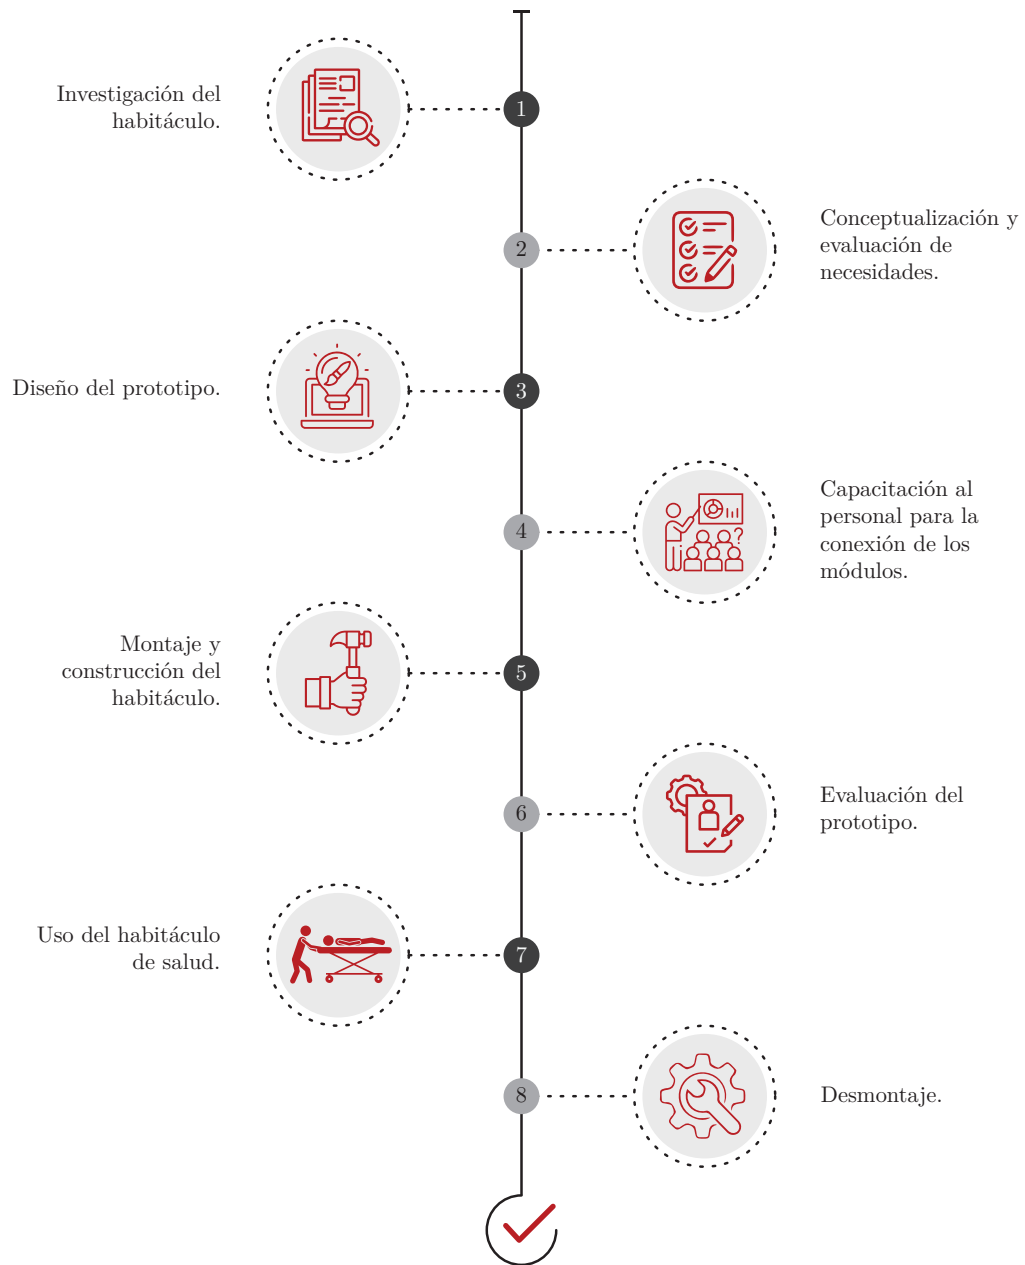 Investigación del
habitáculo.
1
2
Conceptualización y
evaluación de
necesidades.
Diseño del prototipo.
3
4
Capacitación al
personal para la
conexión de los
módulos.
Montaje y
construcción del
habitáculo.
5
6
Evaluación del
prototipo.
Uso del habitáculo
de salud.
7
8
Desmontaje.